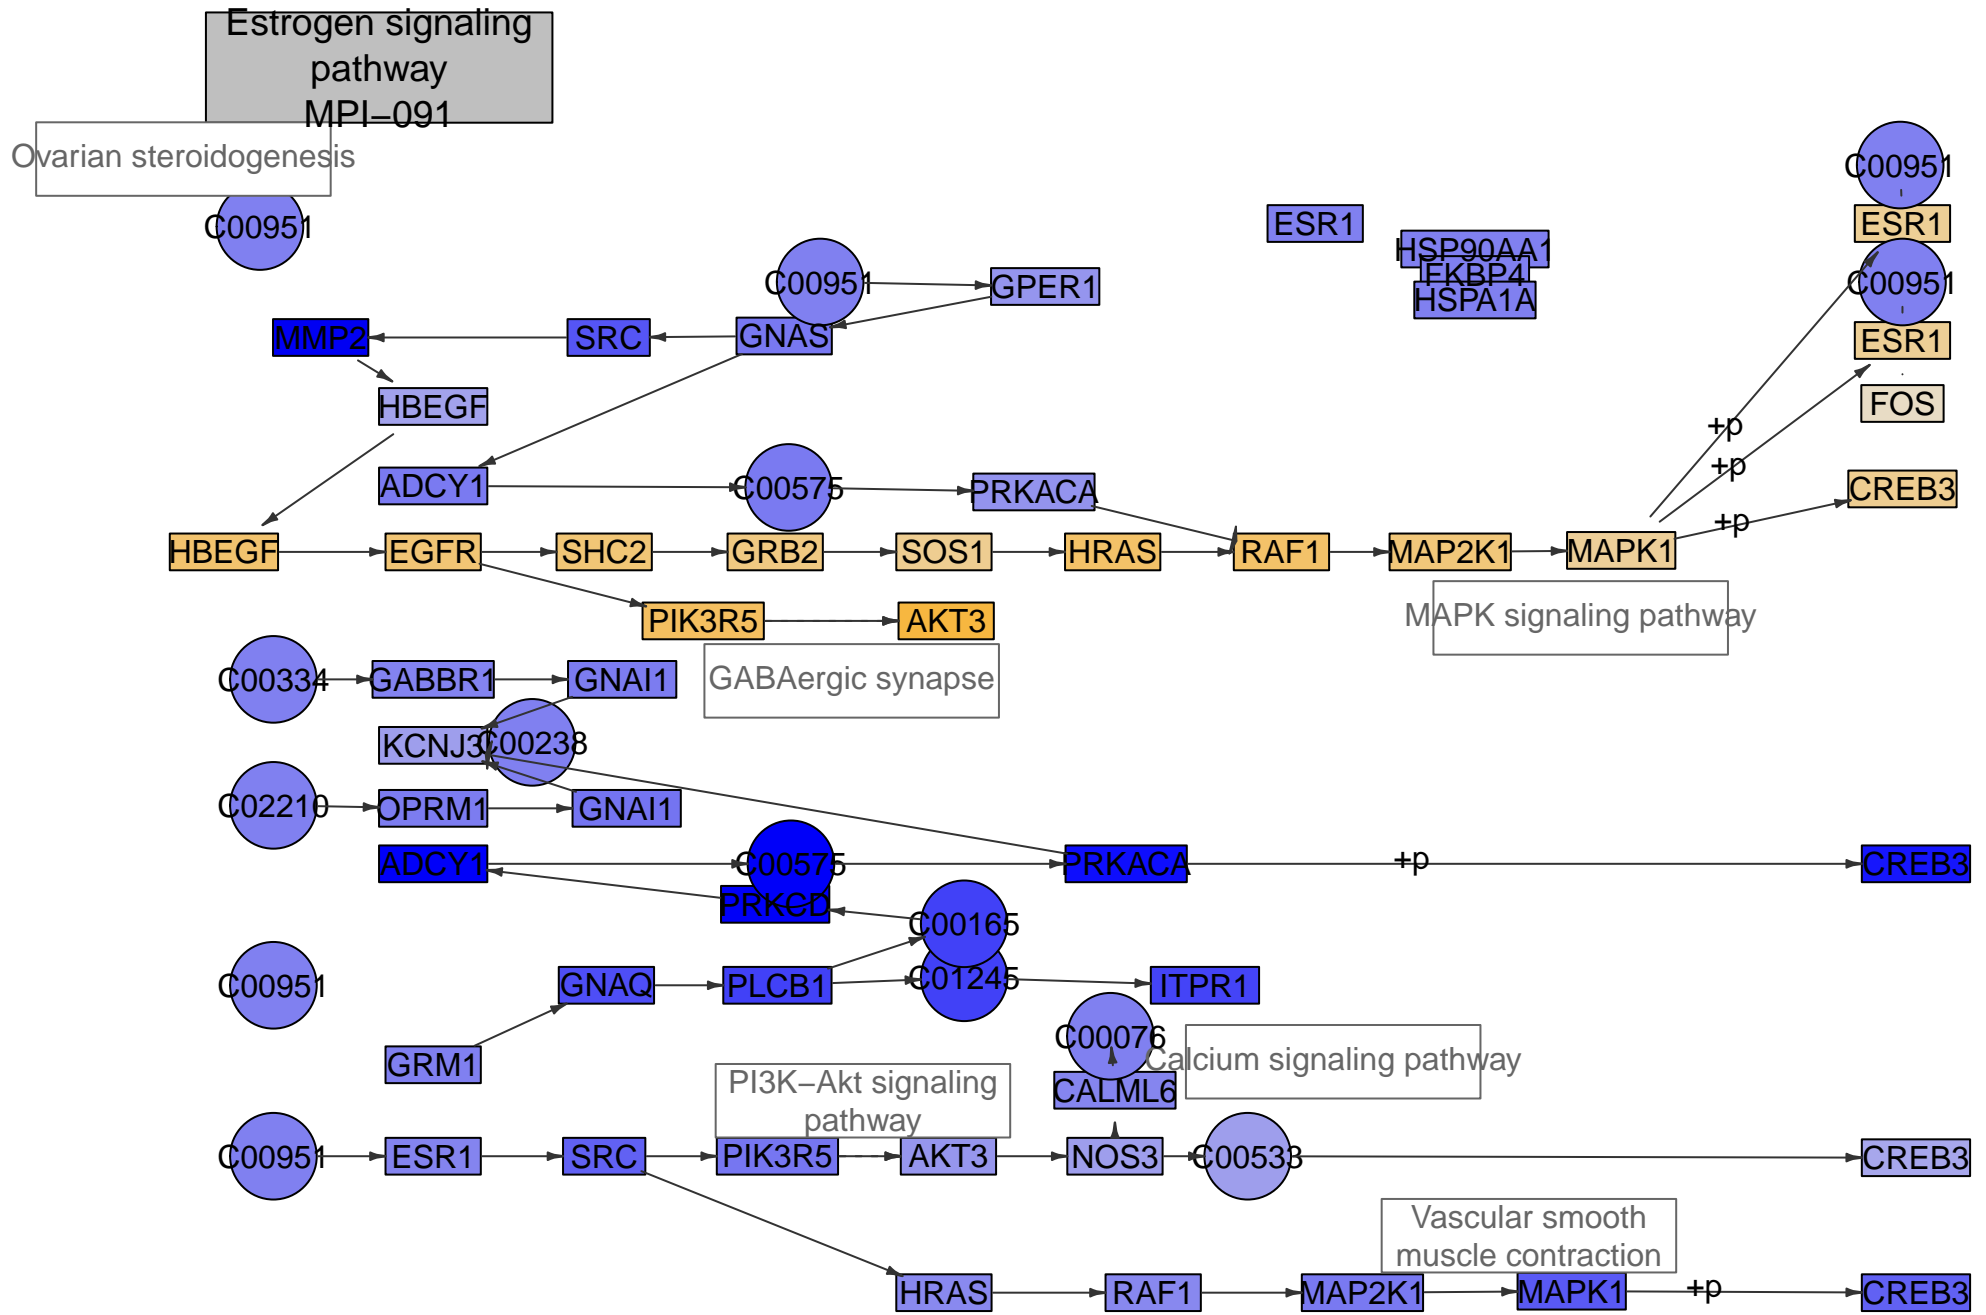 Estrogen signaling
pathway
MPI−091
Ovarian steroidogenesis
C00951
C00951
ESR1
C00951
ESR1
HSP90AA1
FKBP4
HSPA1A
C00951
GPER1
C00951
ESR1
MMP2
SRC
GNAS
HBEGF
FOS
+p
+p
ADCY1
C00575
PRKACA
CREB3
+p
HBEGF
EGFR
SHC2
GRB2
SOS1
HRAS
RAF1
MAP2K1
MAPK1
PIK3R5
AKT3
MAPK signaling pathway
C00334
GABBR1
GNAI1
GABAergic synapse
KCNJ3
C00238
C02210
OPRM1
GNAI1
ADCY1
C00575
PRKACA
+p
CREB3
PRKCD
C00165
C00951
GNAQ
PLCB1
C01245
ITPR1
C00076
Calcium signaling pathway
GRM1
CALML6
PI3K−Akt signaling
pathway
C00951
ESR1
SRC
PIK3R5
AKT3
NOS3
C00533
CREB3
Vascular smooth
muscle contraction
HRAS
RAF1
MAP2K1
MAPK1
+p
CREB3